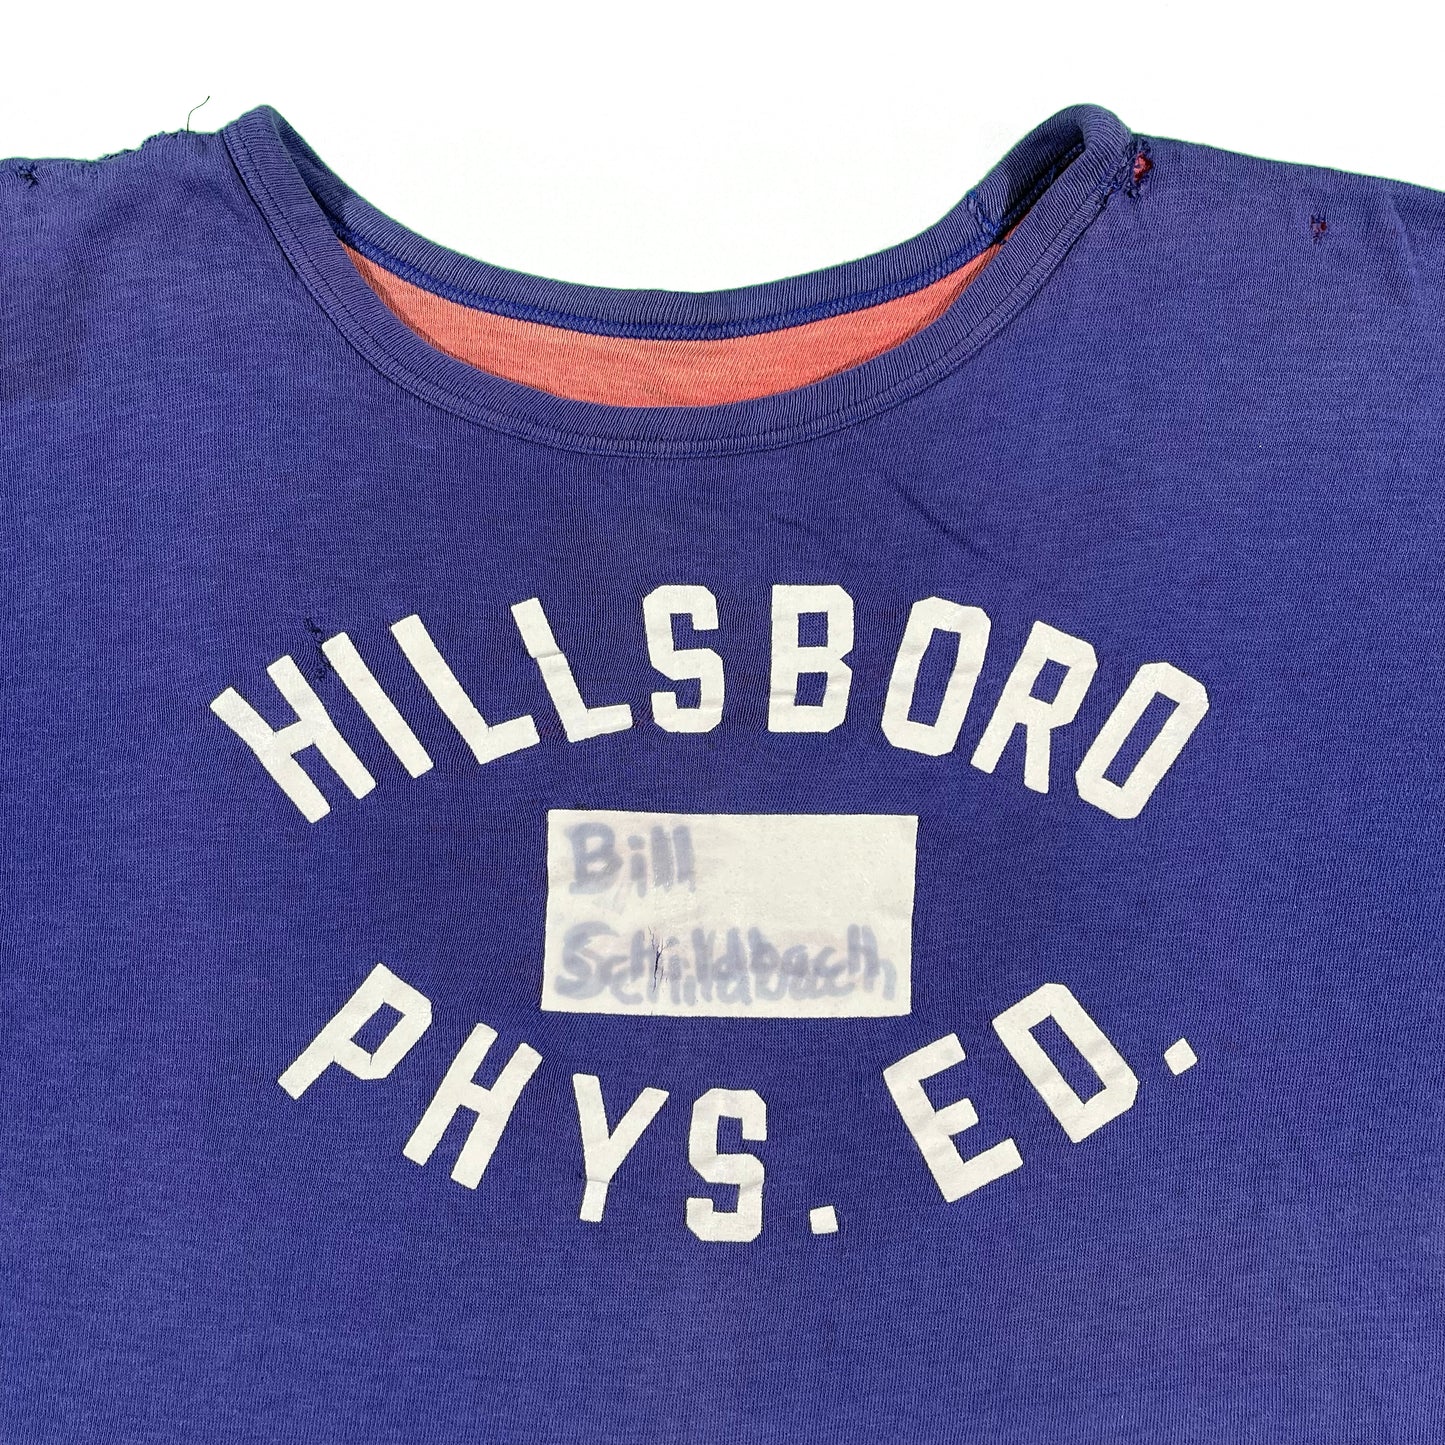 HILLSBORO
Bill
Schildbach
PHYS. ED.